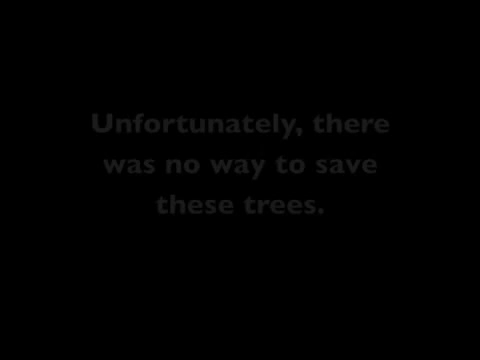 Unfortunately, there
was no way to save
these trees.